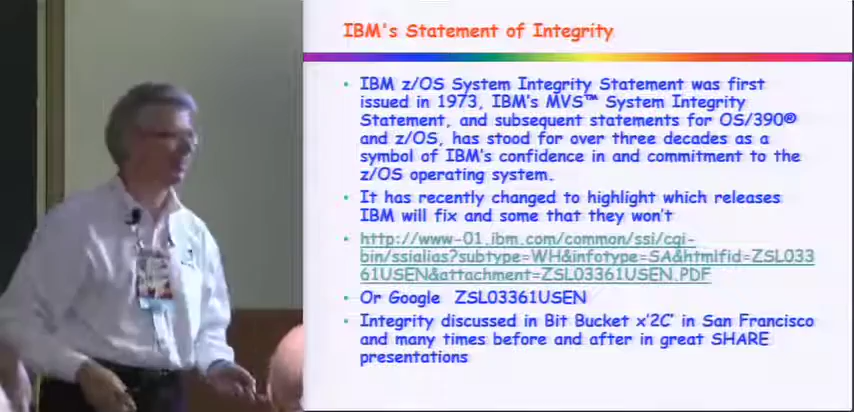 IBM's Statement of Integrity
IBM z/OS System Integrity Statement was first
issued in 1973, IBM's MVS™ System Integrity
Statement, and subsequent statements for OS/390®
and z/OS, has stood for over three decades as a
symbol of IBM's confidence in and commitment to the
z/OS operating system.
It has recently changed to highlight which releases
IBM will fix and some that they won't
http://www-01.ibm.com/common/ssi/cgi-
bin/ssialias?subtype=WH&infotype=SA&htmlfid=ZSL033
61USEN&attachment=ZSL03361USEN.PDF
Or Google ZSL03361USEN
Integrity discussed in Bit Bucket x'2C' in San Francisco
and many times before and after in great SHARE
presentations